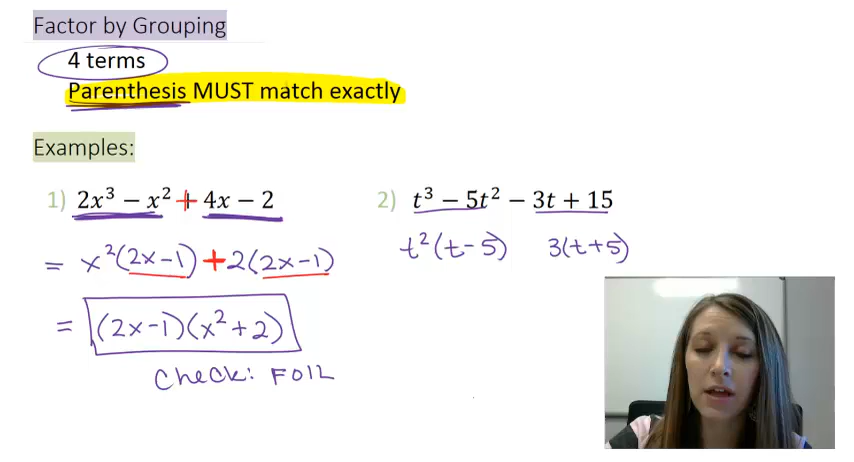 Factor by Grouping
4 terms
Parenthesis MUST match exactly
Examples:
1) 2x³ − x² + 4x − 2
= x²(2x−1) + 2(2x−1)
= (2x−1)(x²+2)
Check: FOIL
2) t³ − 5t² − 3t + 15
t²(t−5) 3(t+5)